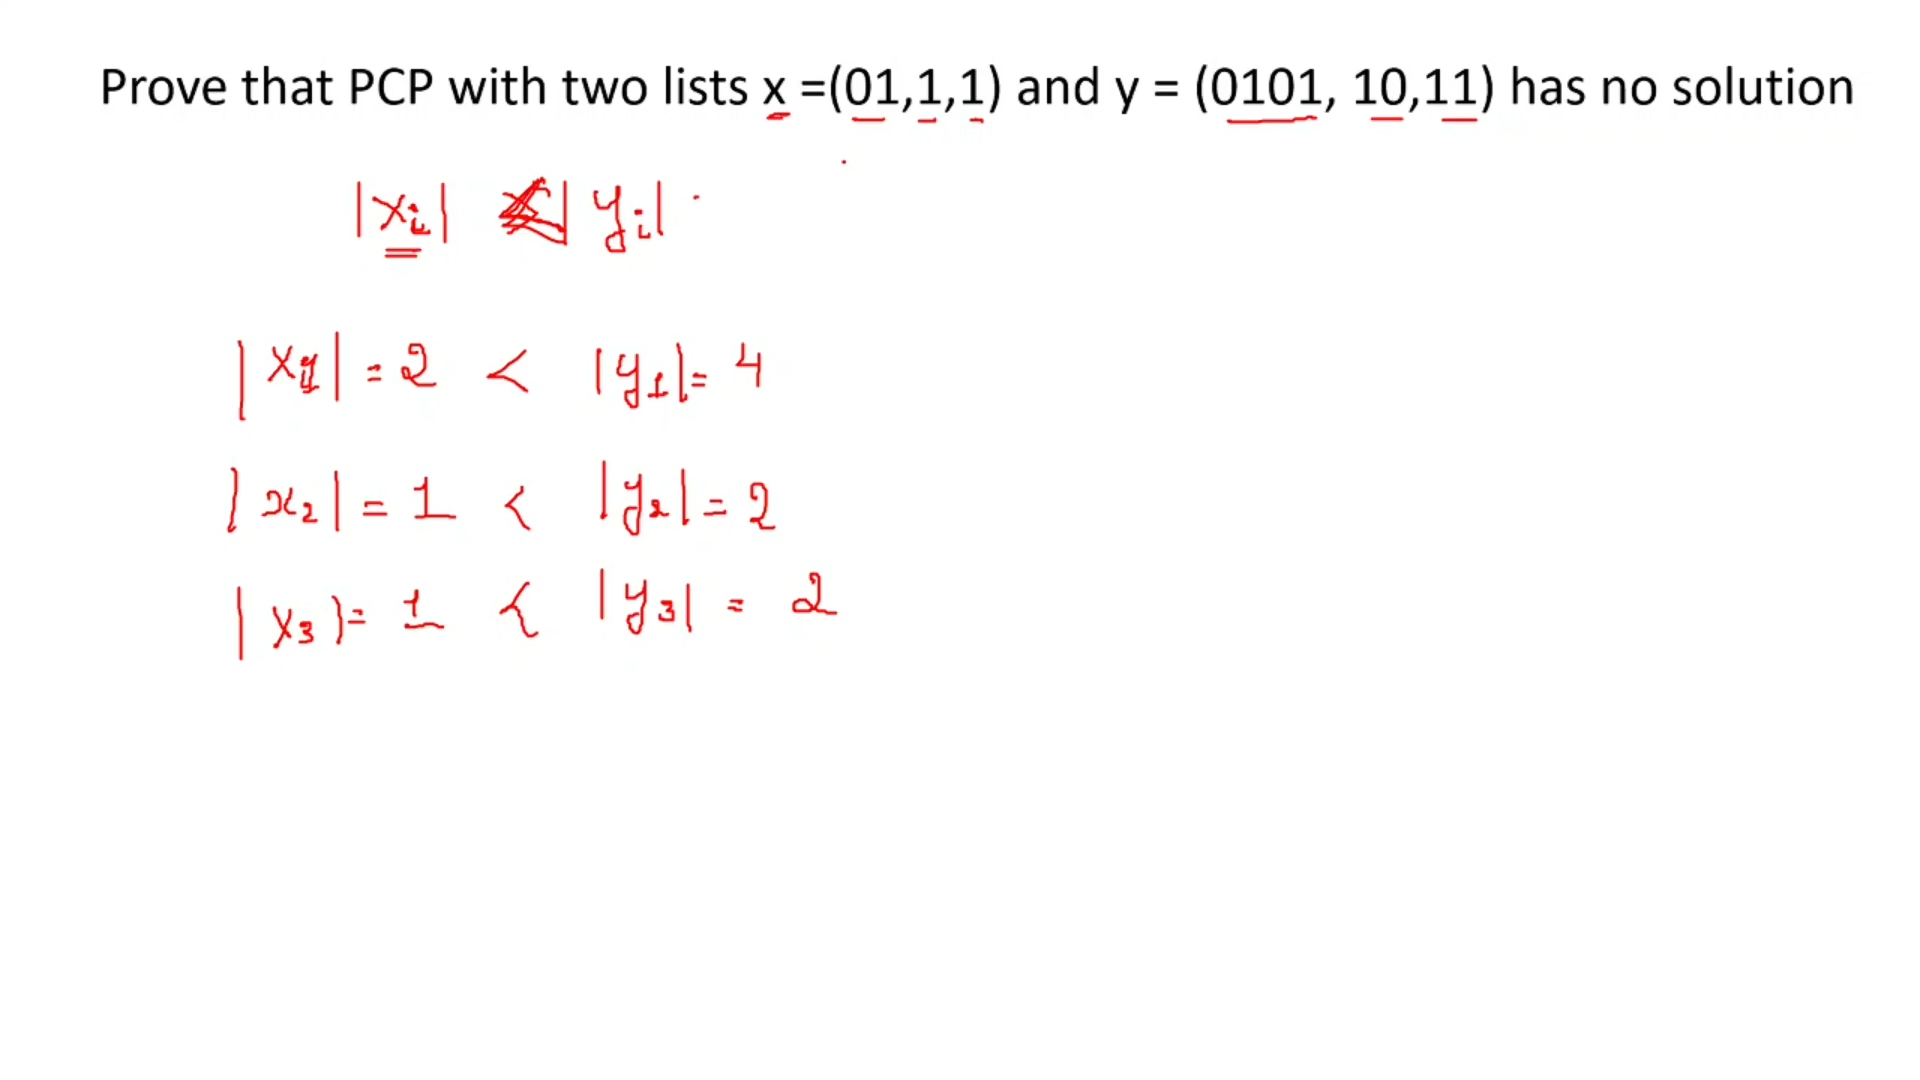 Prove that PCP with two lists x =(01,1,1) and y = (0101, 10,11) has no solution
|xi| < |yi|
|x1| = 2 < |y1| = 4
|x2| = 1 < |y2| = 2
|x3| = 1 < |y3| = 2